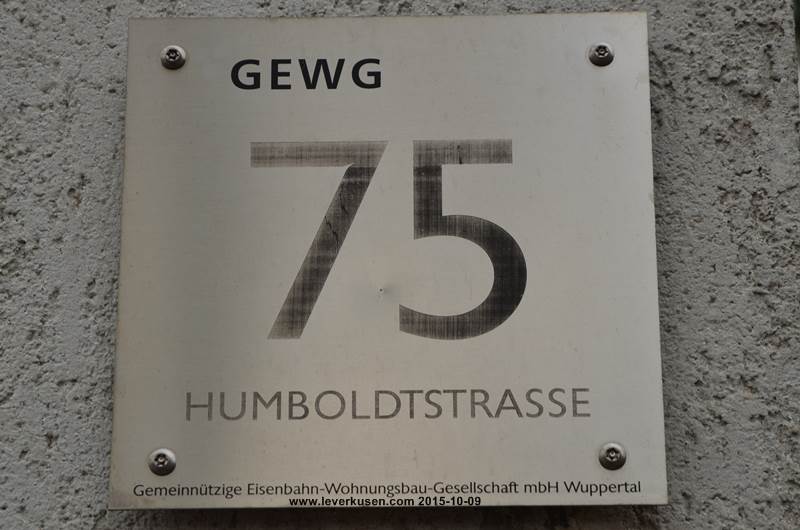 GEWG
75
HUMBOLDTSTRASSE
Gemeinnützige Eisenbahn-Wohnungsbau-Gesellschaft mbH Wuppertal
www.leverkusen.com 2015-10-09